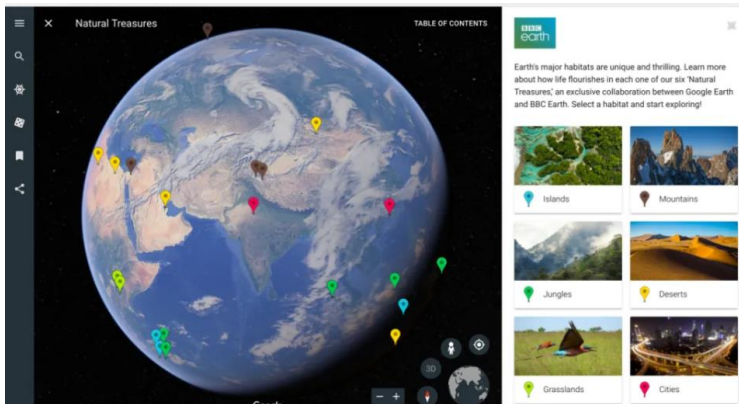 Natural Treasures
TABLE OF CONTENTS
BBC
earth
Earth's major habitats are unique and thrilling. Learn more
about how life flourishes in each one of our six 'Natural
Treasures,' an exclusive collaboration between Google Earth
and BBC Earth. Select a habitat and start exploring!
Islands
Mountains
Jungles
Deserts
Grasslands
Cities
3D